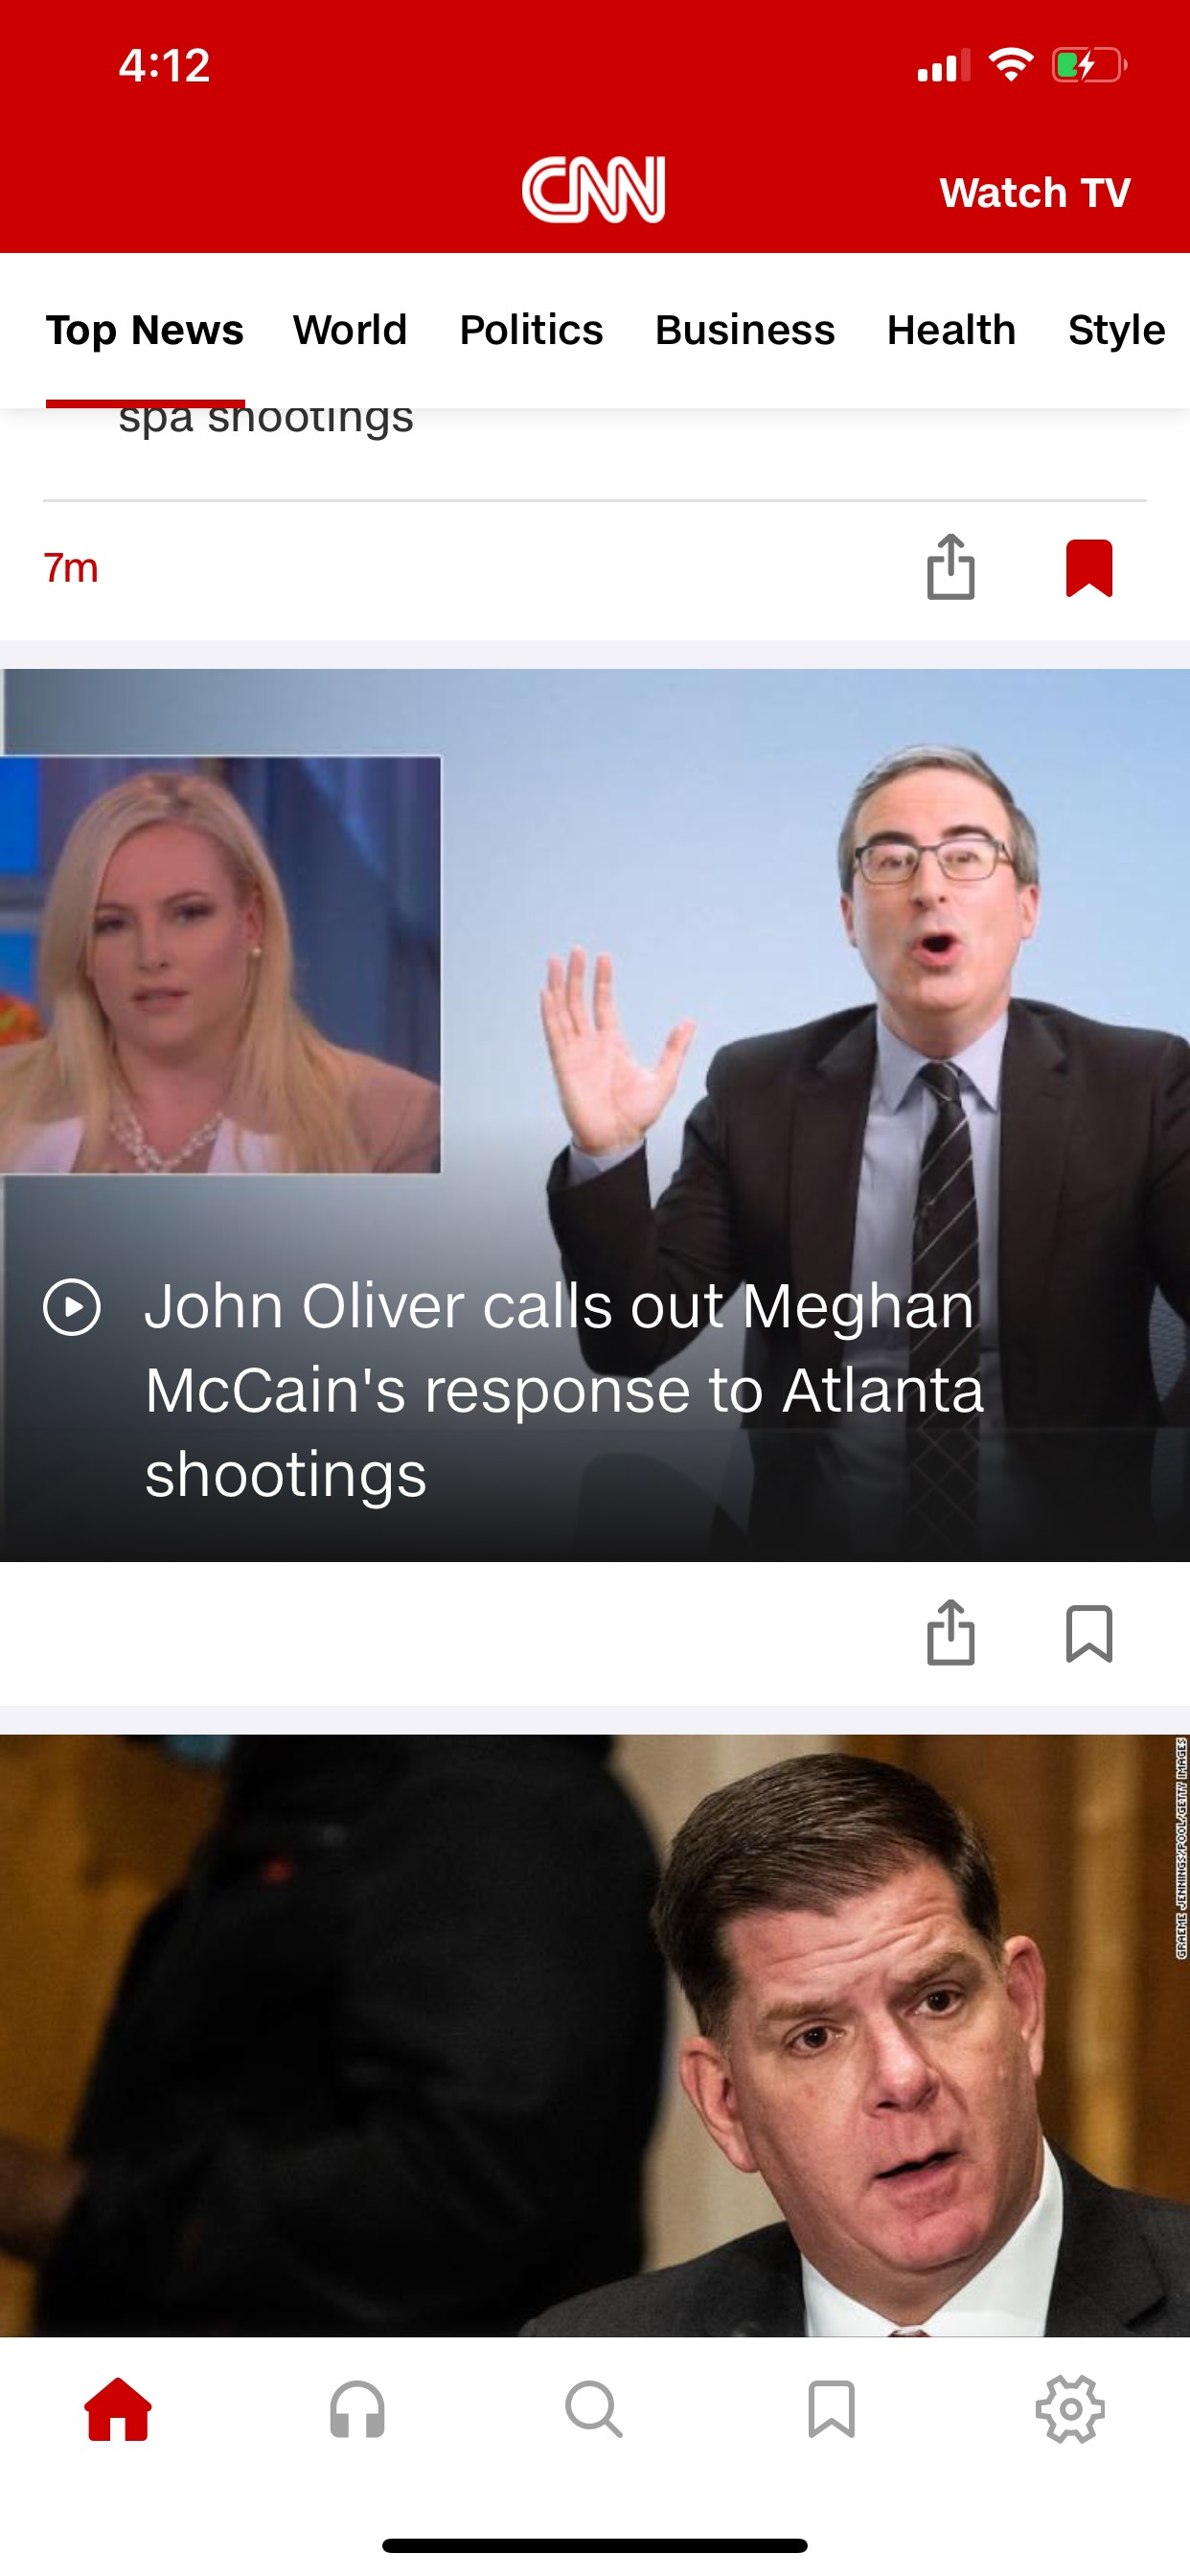 4:12
CNN
Watch TV
Top News World Politics Business Health Style
spa shootings
7m
John Oliver calls out Meghan
McCain's response to Atlanta
shootings
GRAEME JENNINGS/POOL/GETTY IMAGES